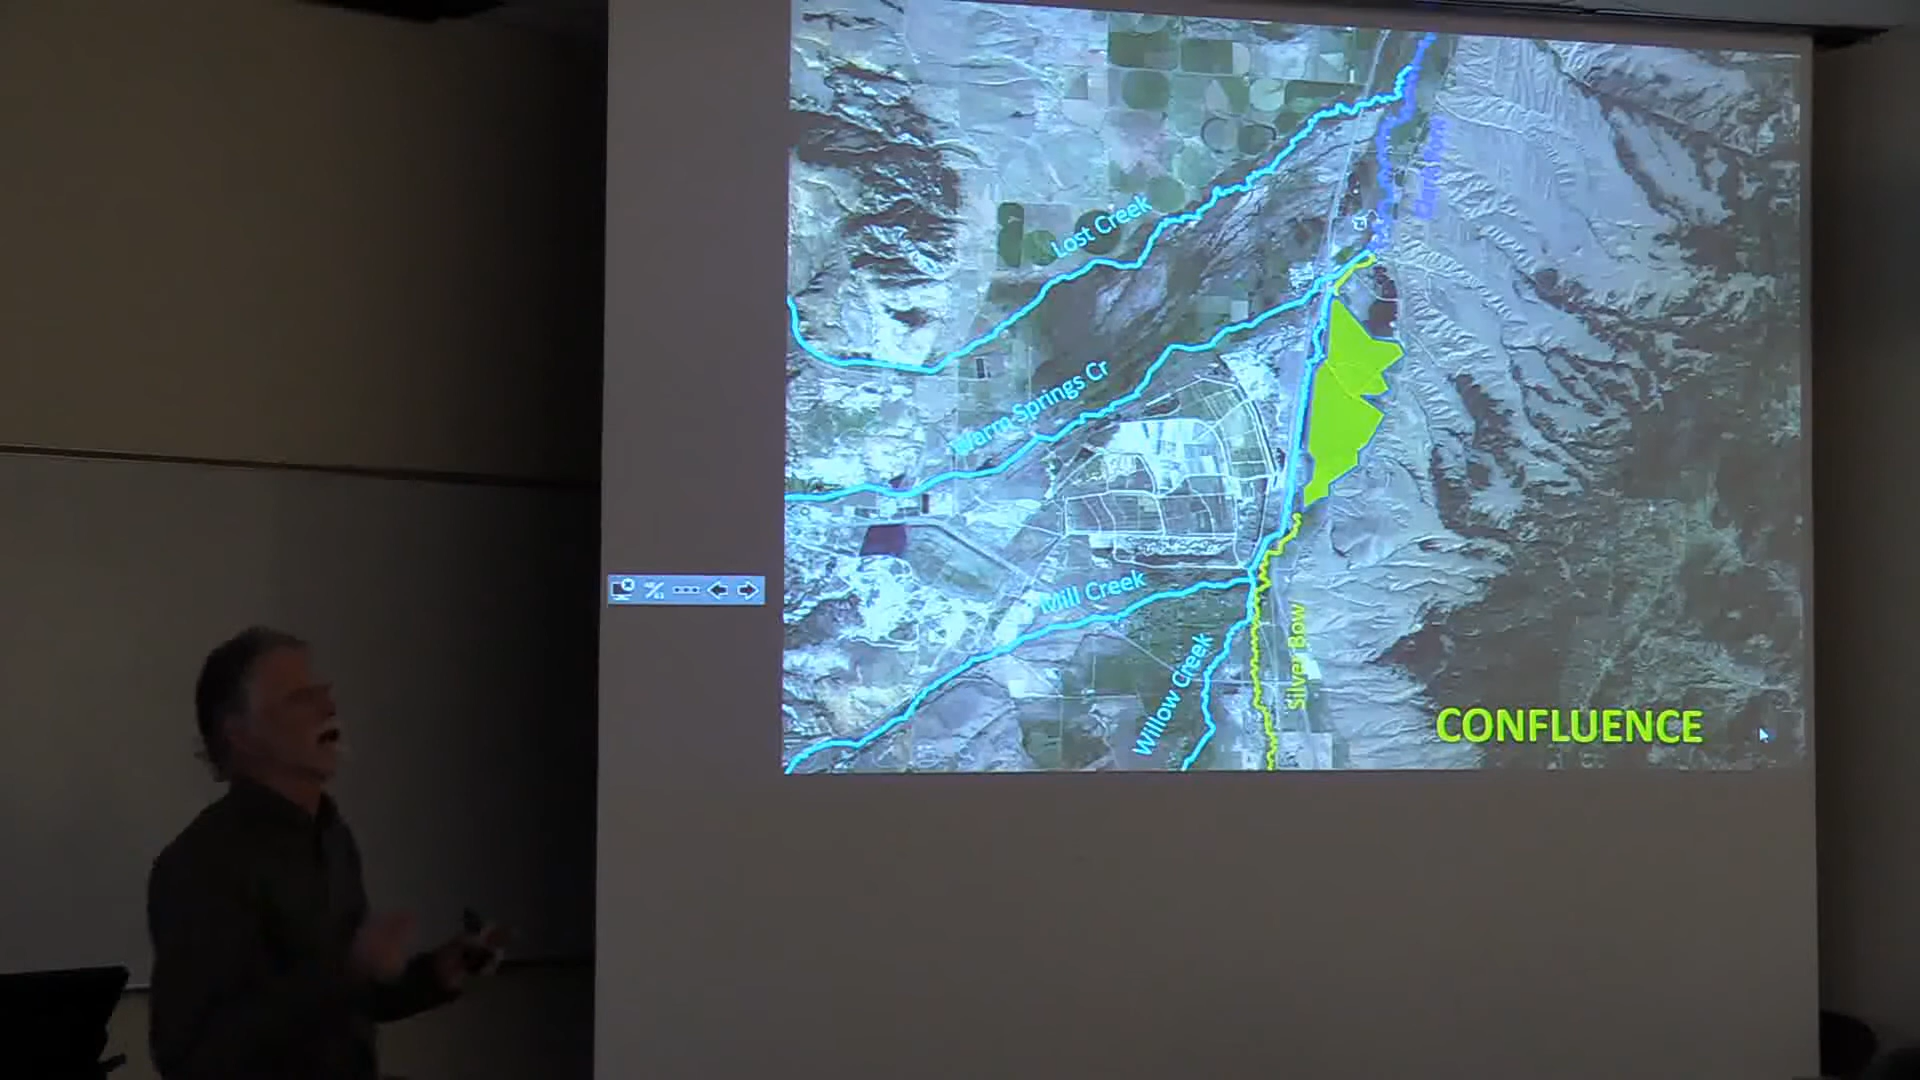 Lost Creek
Warm Springs Cr
Mill Creek
Willow Creek
Silver Bow
CONFLUENCE